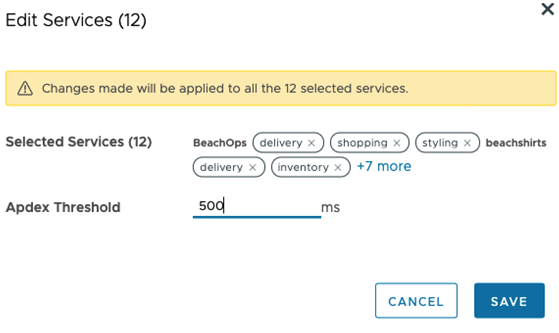 Edit Services (12)
Changes made will be applied to all the 12 selected services.
Selected Services (12) BeachOps delivery × shopping × styling × beachshirts
delivery × inventory × +7 more
Apdex Threshold 500 ms
CANCEL SAVE